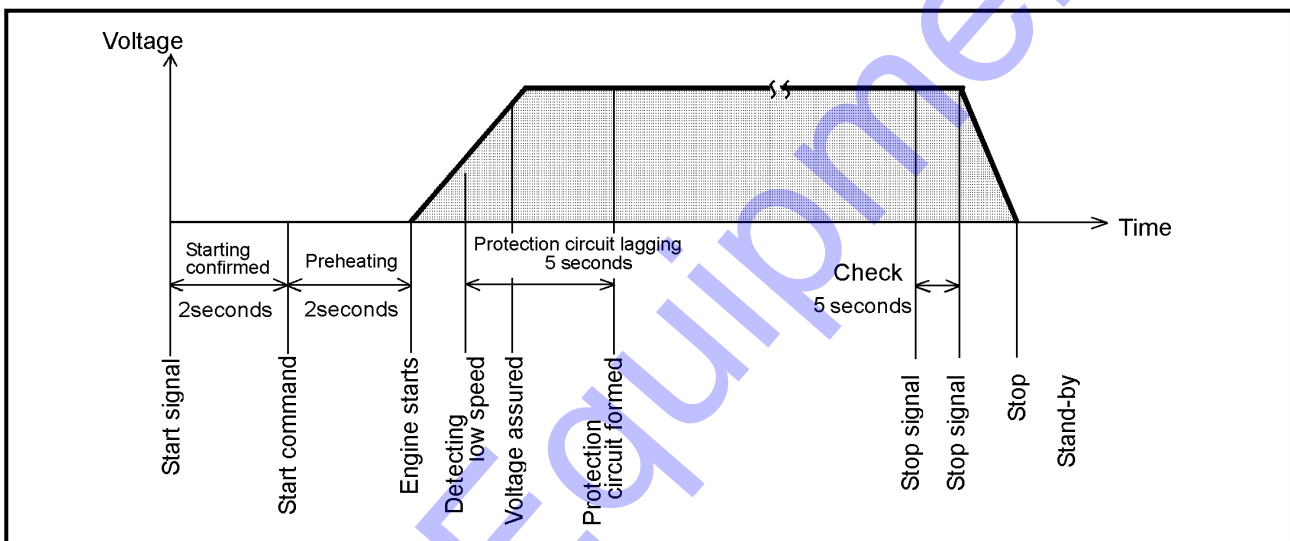 Voltage
Time
Starting
confirmed
2seconds
Preheating
2seconds
Protection circuit lagging
5 seconds
Check
5 seconds
Start signal
Start command
Engine starts
Detecting
low speed
Voltage assured
Protection
circuit formed
Stop signal
Stop signal
Stop
Stand-by
Equipme